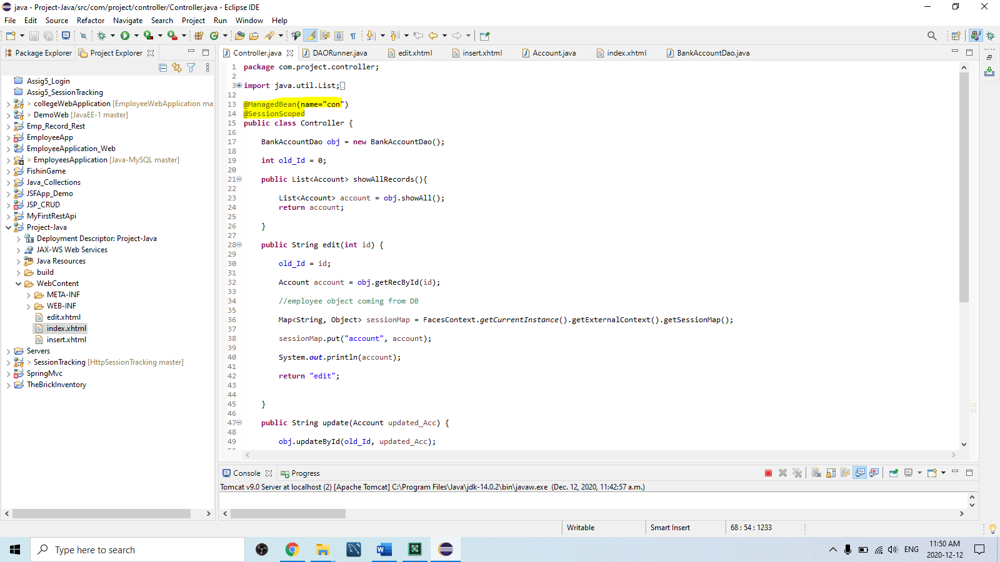 java - Project-Java/src/com/project/controller/Controller.java - Eclipse IDE
File Edit Source Refactor Navigate Search Project Run Window Help
Package Explorer Project Explorer
Assig5_Login
Assig5_SessionTracking
> collegeWebApplication [EmployeeWebApplication ma
> DemoWeb [JavaEE-1 master]
Emp_Record_Rest
EmployeeApp
EmployeeApplication_Web
> EmployeesApplication [Java-MySQL master]
FishinGame
Java_Collections
JSFApp_Demo
JSP_CRUD
MyFirstRestApi
Project-Java
Deployment Descriptor: Project-Java
JAX-WS Web Services
Java Resources
build
WebContent
META-INF
WEB-INF
edit.xhtml
index.xhtml
insert.xhtml
Servers
> SessionTracking [HttpSessionTracking master]
SpringMvc
TheBrickInventory
Controller.java DAORunner.java edit.xhtml insert.xhtml Account.java index.xhtml BankAccountDao.java
1 package com.project.controller;
2
3 import java.util.List;
12
13 @ManagedBean(name="con")
14 @SessionScoped
15 public class Controller {
16
17 BankAccountDao obj = new BankAccountDao();
18
19 int old_Id = 0;
20
21 public List<Account> showAllRecords(){
22
23 List<Account> account = obj.showAll();
24 return account;
25
26 }
27
28 public String edit(int id) {
29
30 old_Id = id;
31
32 Account account = obj.getRecById(id);
33
34 //employee object coming from DB
35
36 Map<String, Object> sessionMap = FacesContext.getCurrentInstance().getExternalContext().getSessionMap();
37
38 sessionMap.put("account", account);
39
40 System.out.println(account);
41
42 return "edit";
43
44
45 }
46
47 public String update(Account updated_Acc) {
48
49 obj.updateById(old_Id, updated_Acc);
Console Progress
Tomcat v9.0 Server at localhost (2) [Apache Tomcat] C:\Program Files\Java\jdk-14.0.2\bin\javaw.exe (Dec. 12, 2020, 11:42:57 a.m.)
Writable Smart Insert 68 : 54 : 1233
Type here to search
ENG
11:50 AM
2020-12-12